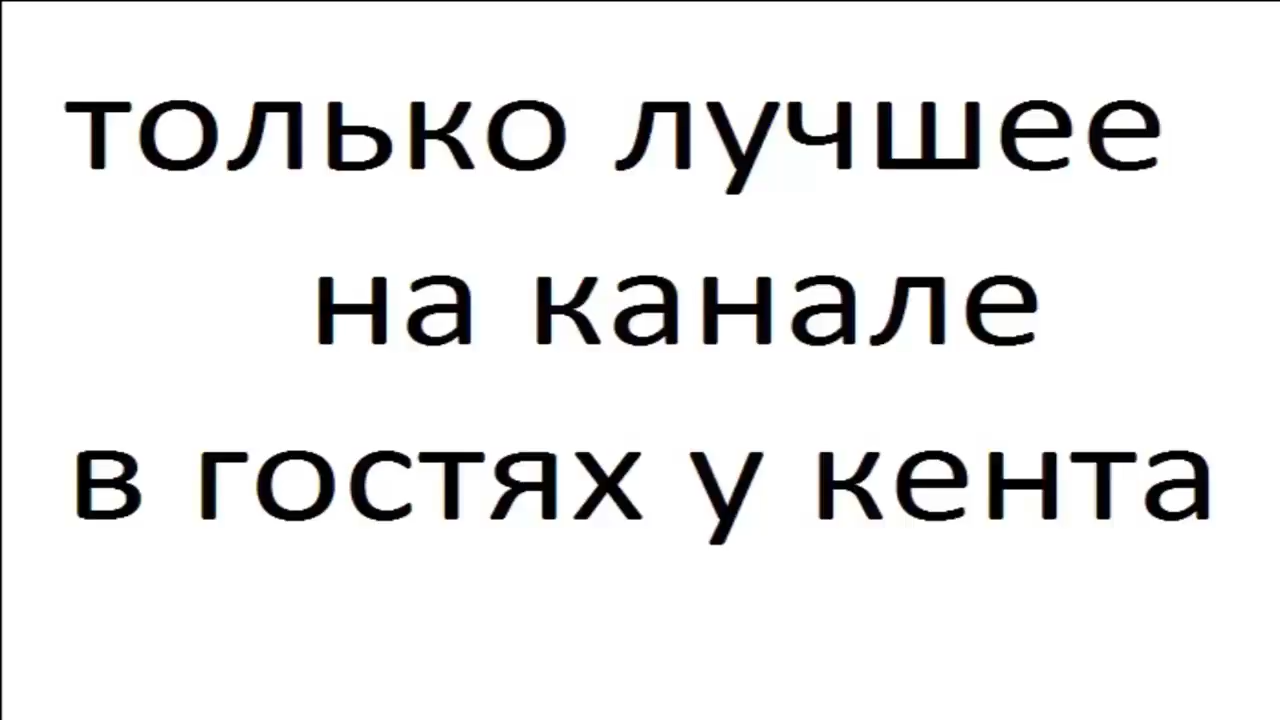 только лучшее
на канале
в гостях у кента